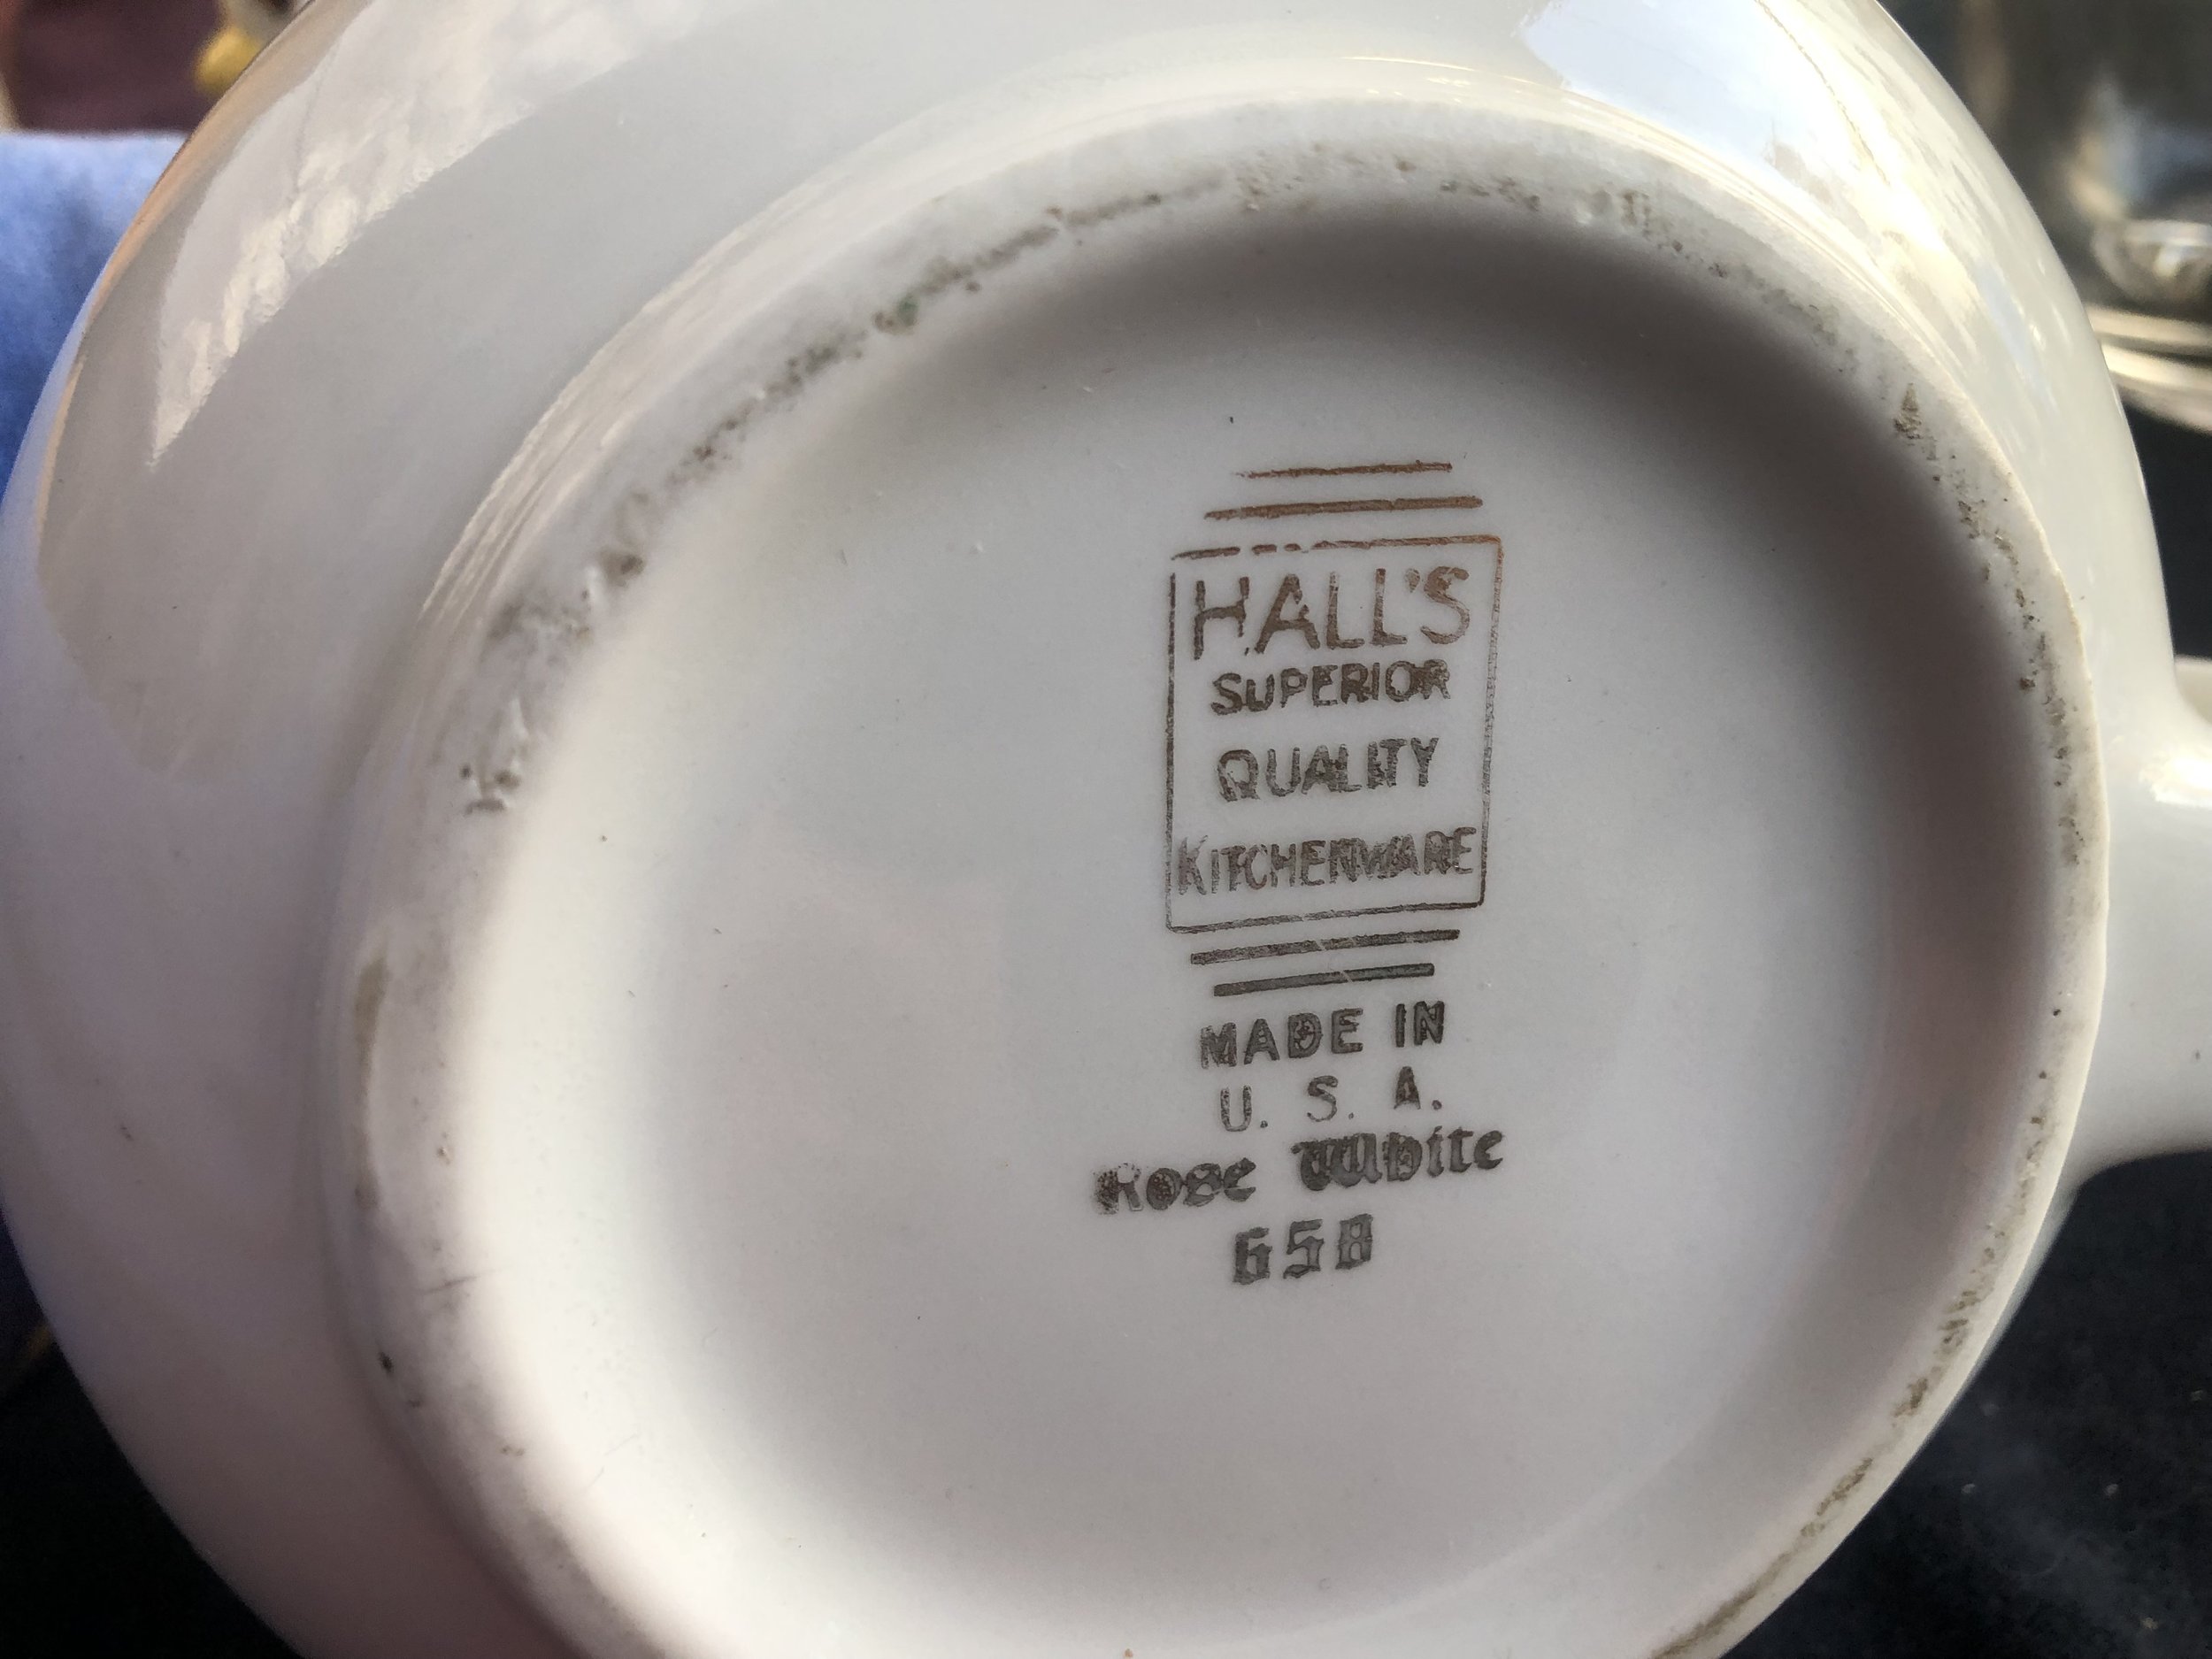 HALL'S
SUPERIOR
QUALITY
KITCHENWARE
MADE IN
U. S. A.
Rose White
658